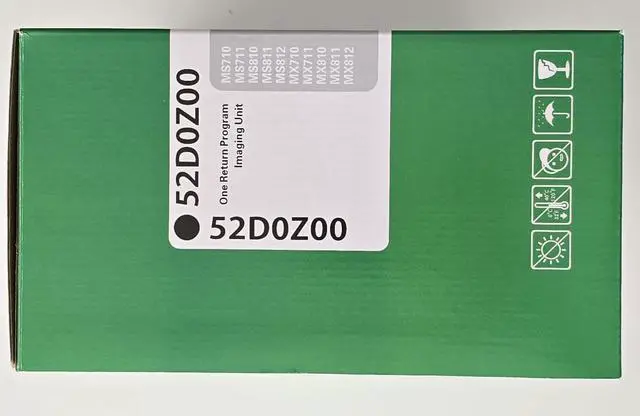 MS710
MS711
MS810
MS811
MS812
MX710
MX711
MX810
MX811
MX812
52D0Z00
One Return Program
Imaging Unit
52D0Z00